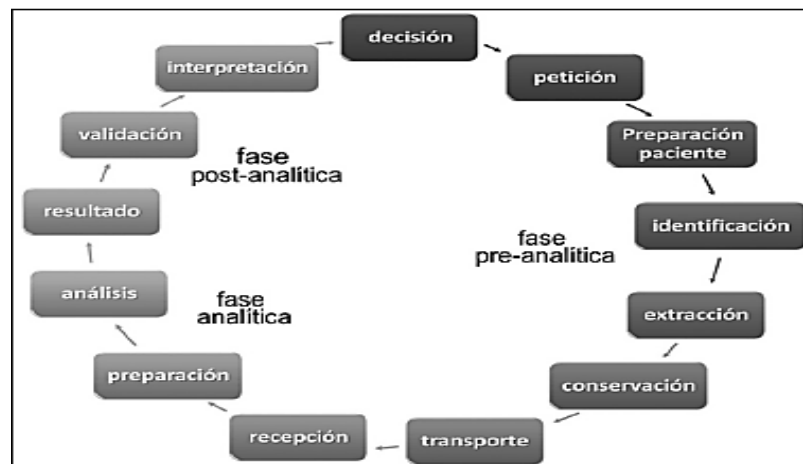 decisión
petición
Preparación
paciente
identificación
extracción
conservación
transporte
recepción
preparación
análisis
resultado
validación
interpretación
fase
post-analítica
fase
pre-analítica
fase
analítica